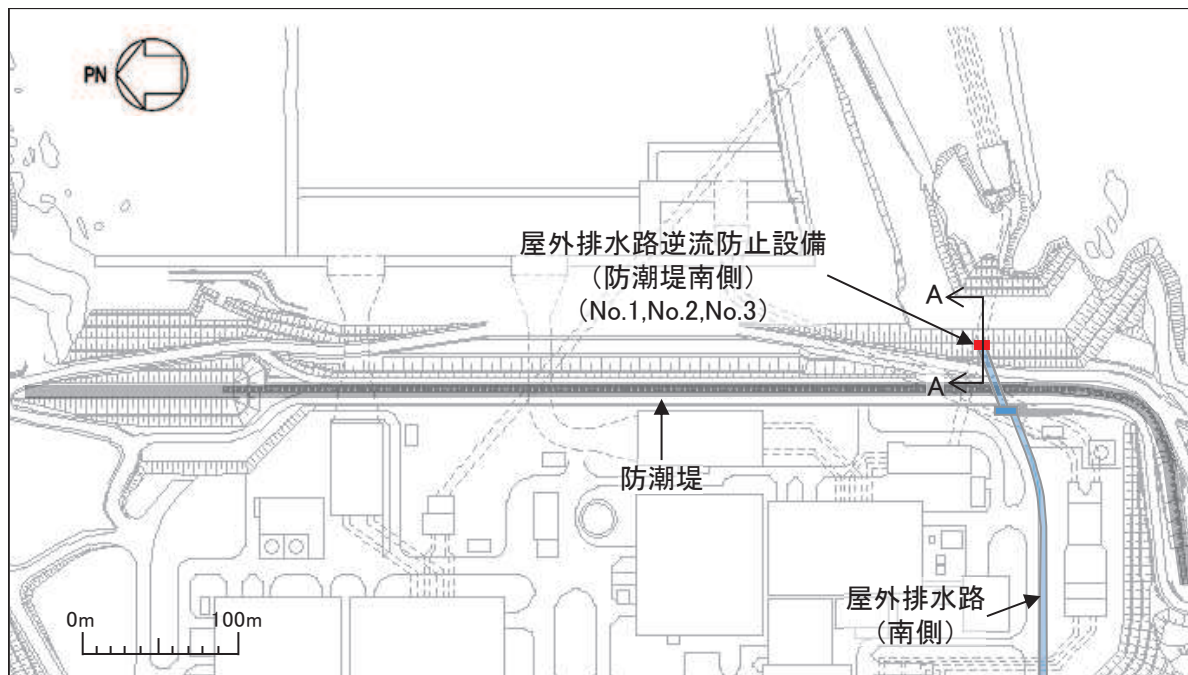 PN
屋外排水路逆流防止設備
（防潮堤南側）
（No.1,No.2,No.3）
A
A
防潮堤
屋外排水路
（南側）
0m
100m